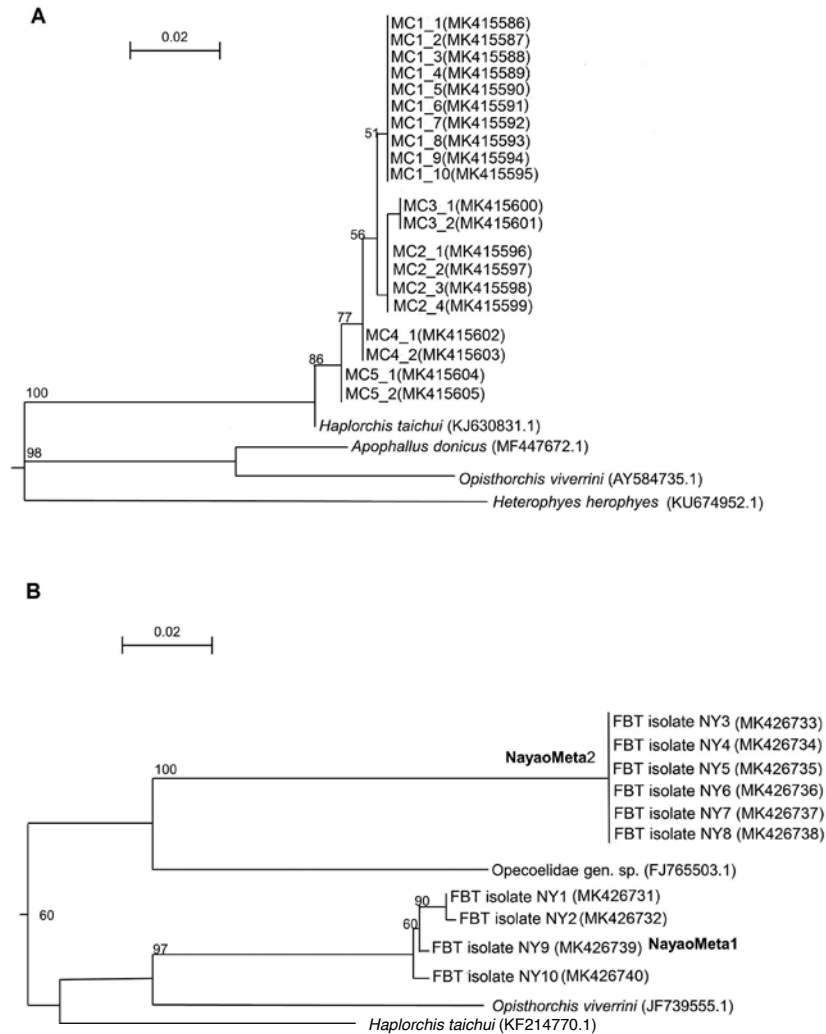 A
0.02
MC1_1(MK415586)
MC1_2(MK415587)
MC1_3(MK415588)
MC1_4(MK415589)
MC1_5(MK415590)
MC1_6(MK415591)
51
MC1_7(MK415592)
MC1_8(MK415593)
MC1_9(MK415594)
MC1_10(MK415595)
MC3_1(MK415600)
MC3_2(MK415601)
56
MC2_1(MK415596)
MC2_2(MK415597)
MC2_3(MK415598)
MC2_4(MK415599)
77
MC4_1(MK415602)
MC4_2(MK415603)
86
MC5_1(MK415604)
MC5_2(MK415605)
100
Haplorchis taichui (KJ630831.1)
Apophallus donicus (MF447672.1)
98
Opisthorchis viverrini (AY584735.1)
Heterophyes herophyes (KU674952.1)
B
0.02
FBT isolate NY3 (MK426733)
FBT isolate NY4 (MK426734)
NayaoMeta2
FBT isolate NY5 (MK426735)
100
FBT isolate NY6 (MK426736)
FBT isolate NY7 (MK426737)
FBT isolate NY8 (MK426738)
Opecoelidae gen. sp. (FJ765503.1)
90
FBT isolate NY1 (MK426731)
FBT isolate NY2 (MK426732)
60
60
FBT isolate NY9 (MK426739) NayaoMeta1
97
FBT isolate NY10 (MK426740)
Opisthorchis viverrini (JF739555.1)
Haplorchis taichui (KF214770.1)